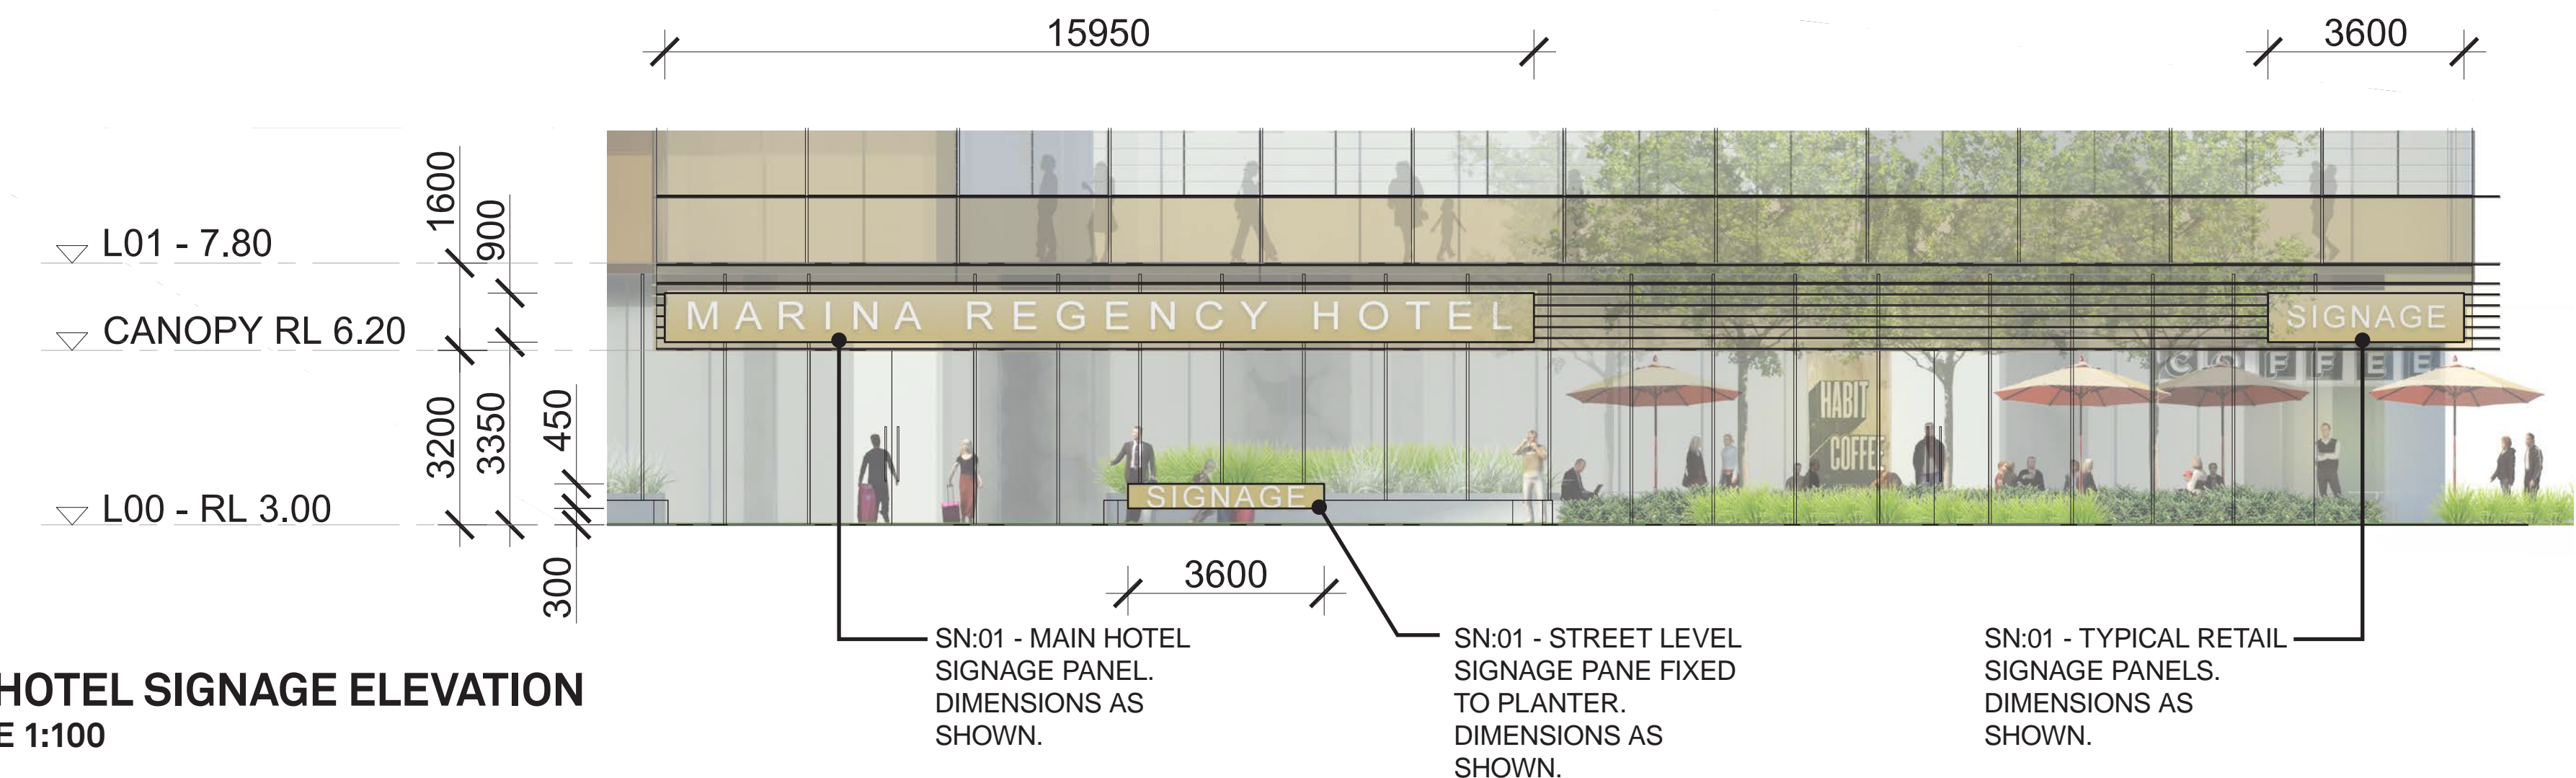 15950
3600
1600
900
L01 - 7.80
CANOPY RL 6.20
MARINA REGENCY HOTEL
SIGNAGE
COFFEE
HABIT
COFFEE
3200
3350
450
SIGNAGE
L00 - RL 3.00
300
3600
SN:01 - MAIN HOTEL
SIGNAGE PANEL.
DIMENSIONS AS
SHOWN.
SN:01 - STREET LEVEL
SIGNAGE PANE FIXED
TO PLANTER.
DIMENSIONS AS
SHOWN.
SN:01 - TYPICAL RETAIL
SIGNAGE PANELS.
DIMENSIONS AS
SHOWN.
HOTEL SIGNAGE ELEVATION
E 1:100